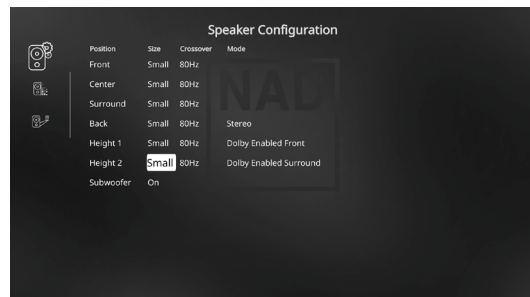 Speaker Configuration
Position Size Crossover Mode
Front Small 80Hz
Center Small 80Hz
Surround Small 80Hz
Back Small 80Hz Stereo
Height 1 Small 80Hz Dolby Enabled Front
Height 2 Small 80Hz Dolby Enabled Surround
Subwoofer On
NAD